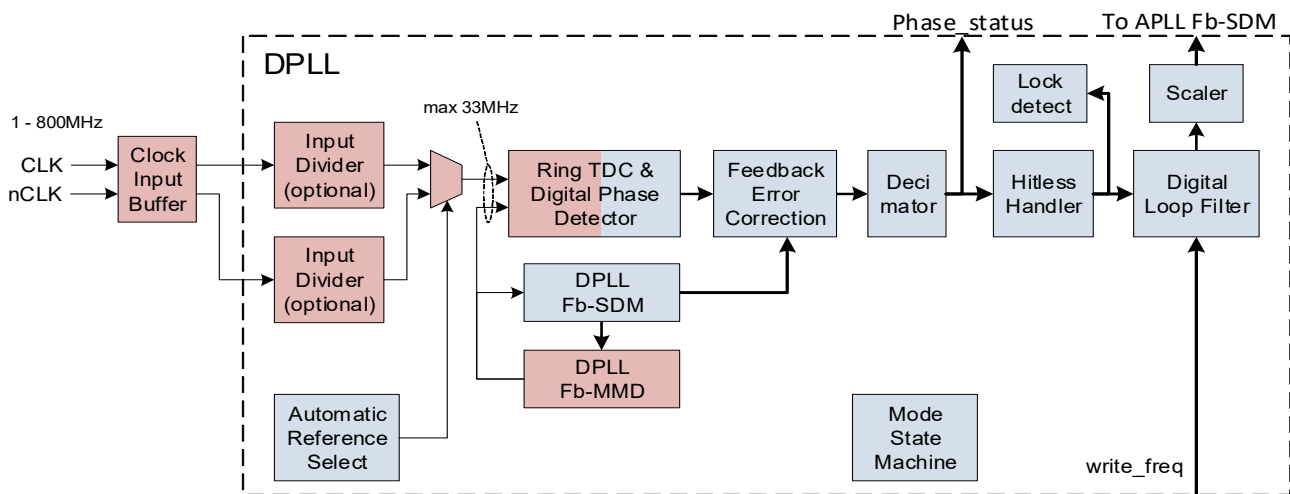 Phase_status
To APLL Fb-SDM
DPLL
max 33MHz
Lock
detect
Scaler
1 - 800MHz
CLK
nCLK
Clock
Input
Buffer
Input
Divider
(optional)
Ring TDC &
Digital Phase
Detector
Feedback
Error
Correction
Deci
mator
Hitless
Handler
Digital
Loop Filter
Input
Divider
(optional)
DPLL
Fb-SDM
DPLL
Fb-MMD
Automatic
Reference
Select
Mode
State
Machine
write_freq